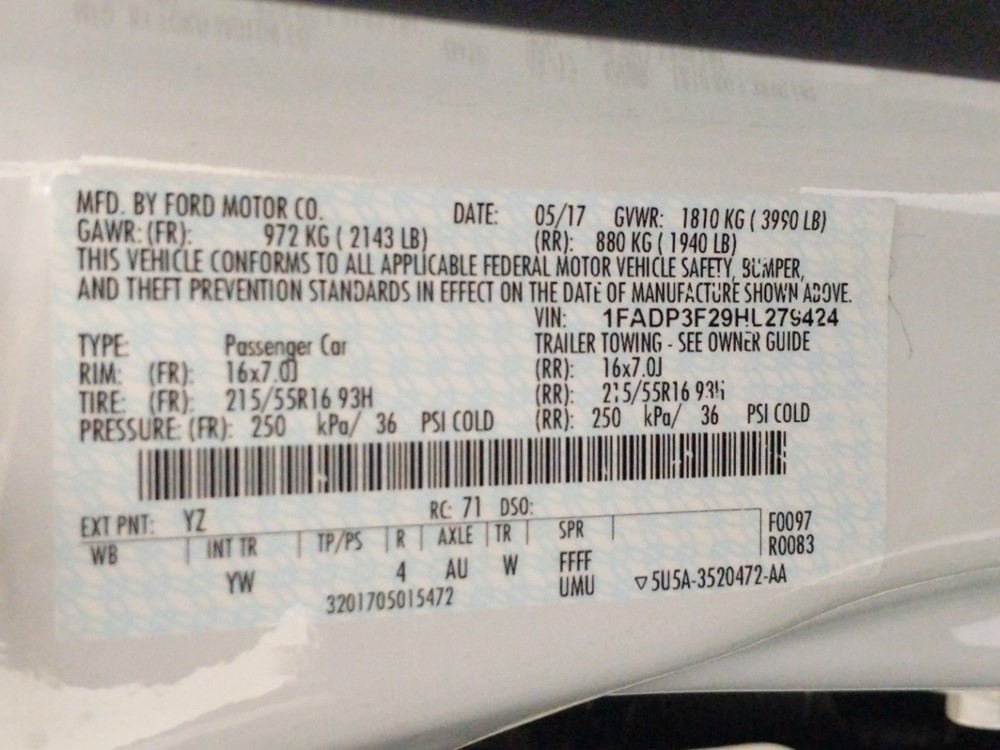 MFD. BY FORD MOTOR CO. DATE: 05/17 GVWR: 1810 KG ( 3990 LB)
GAWR: (FR): 972 KG ( 2143 LB) (RR): 880 KG ( 1940 LB)
THIS VEHICLE CONFORMS TO ALL APPLICABLE FEDERAL MOTOR VEHICLE SAFETY, BUMPER,
AND THEFT PREVENTION STANDARDS IN EFFECT ON THE DATE OF MANUFACTURE SHOWN ABOVE.
VIN: 1FADP3F29HL279424
TYPE: Passenger Car TRAILER TOWING - SEE OWNER GUIDE
RIM: (FR): 16x7.0J (RR): 16x7.0J
TIRE: (FR): 215/55R16 93H (RR): 215/55R16 93H
PRESSURE: (FR): 250 kPa/ 36 PSI COLD (RR): 250 kPa/ 36 PSI COLD
EXT PNT: YZ RC: 71 DSO:
WB INT TR TP/PS R AXLE TR SPR F0097
R0083
YW 4 AU W FFFF
UMU ▽5U5A-3520472-AA
3201705015472